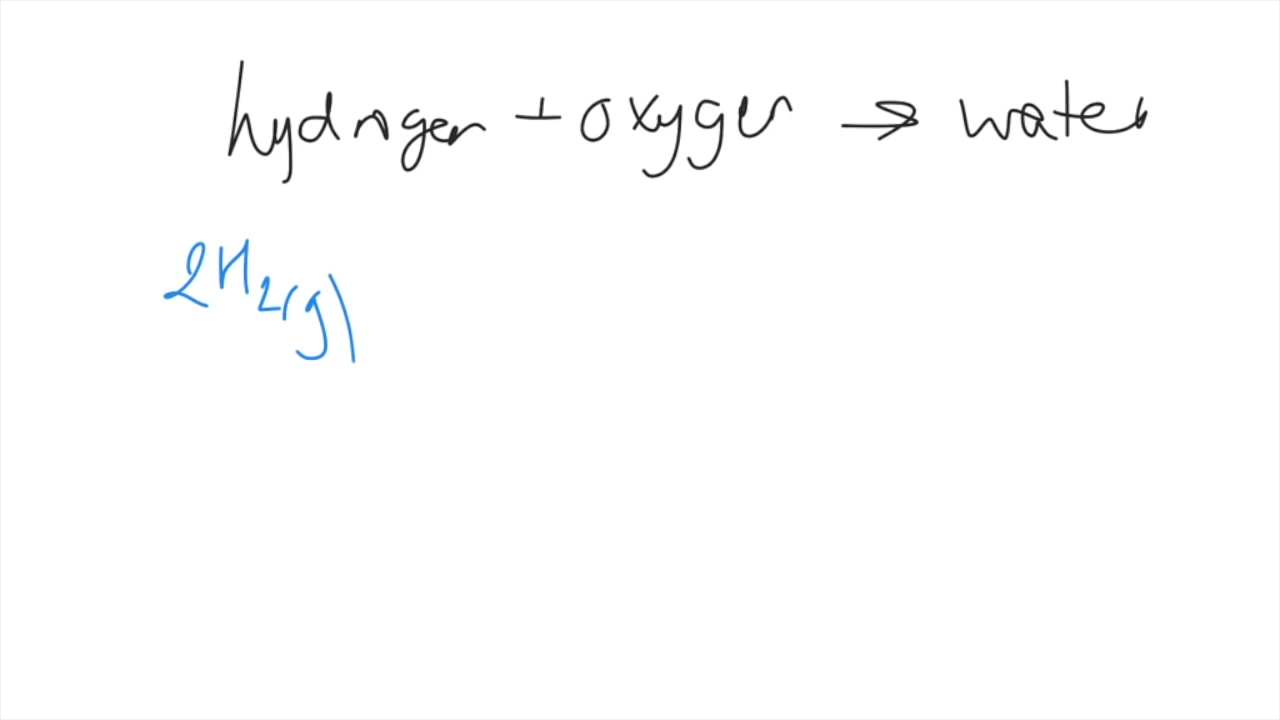 hydrogen + oxygen → water
2H₂(g)